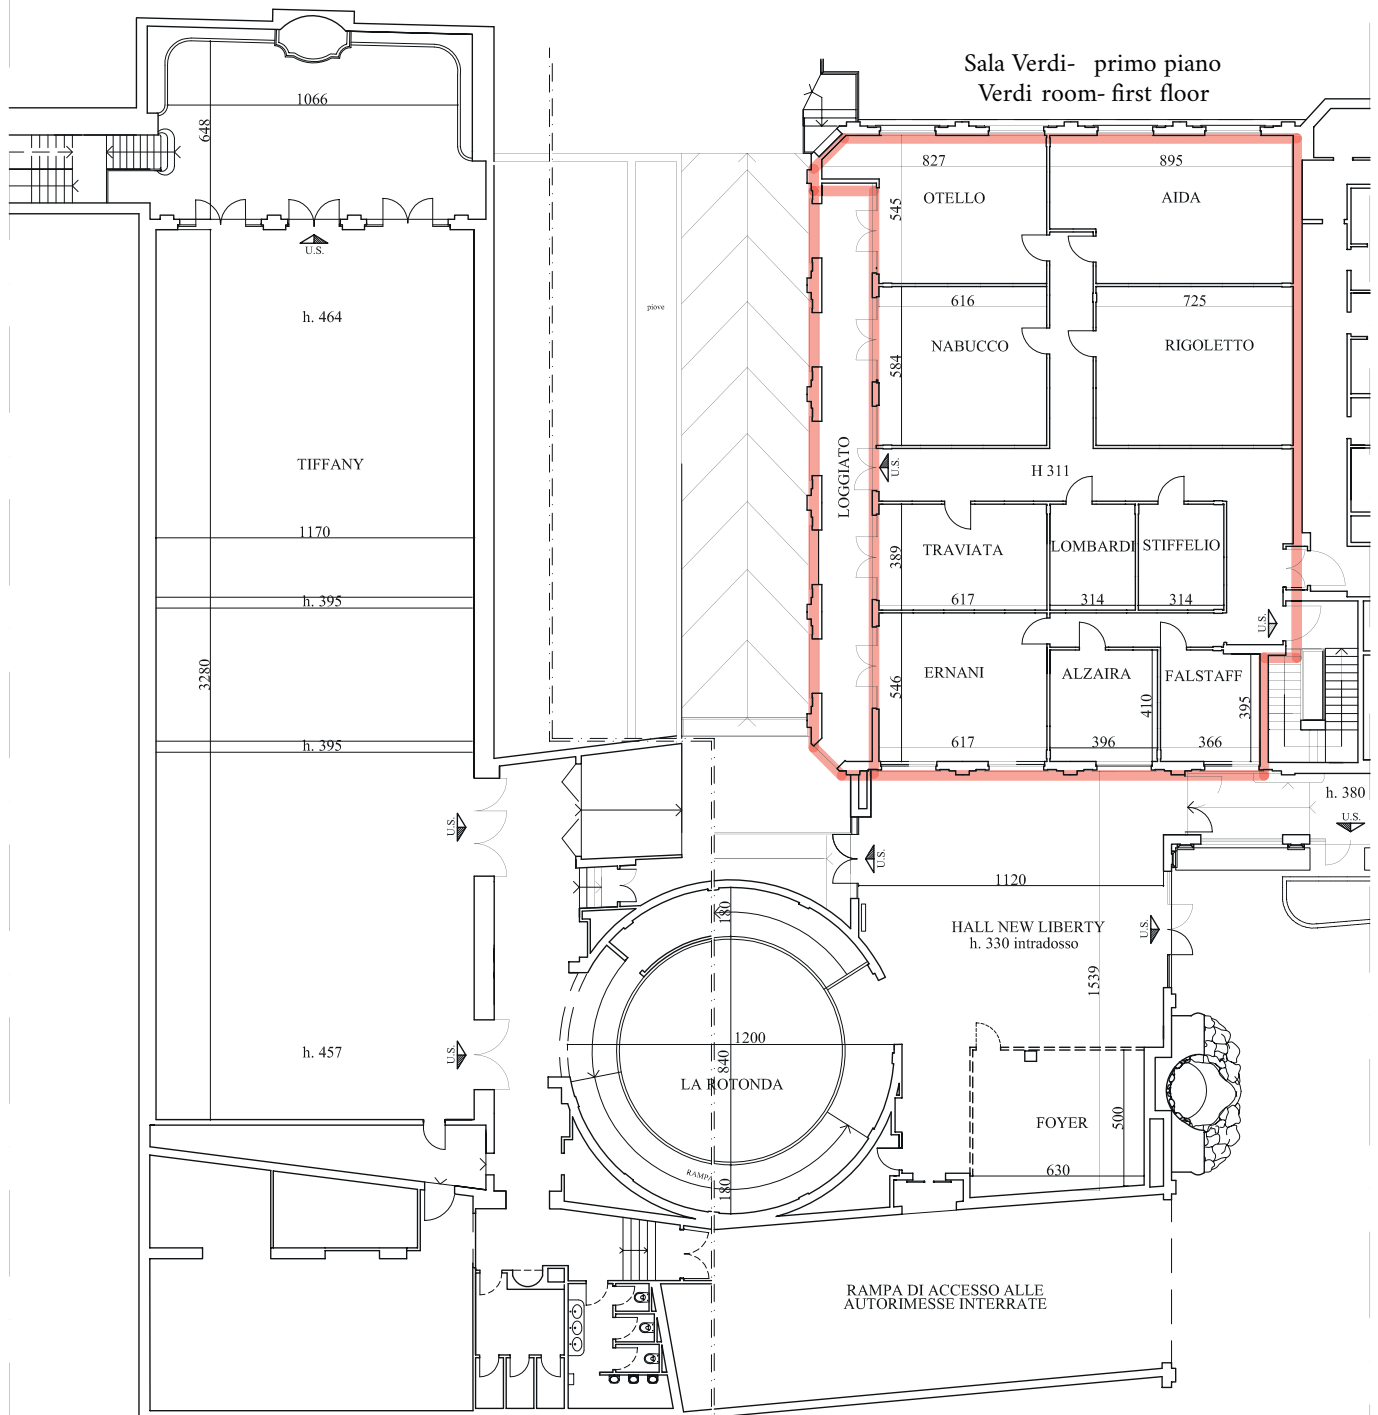 Sala Verdi- primo piano
Verdi room- first floor
1066
648
U.S.
h. 464
TIFFANY
1170
h. 395
3280
h. 395
U.S.
h. 457
U.S.
piove
827
895
OTELLO
AIDA
545
616
725
NABUCCO
RIGOLETTO
584
LOGGIATO
U.S.
H 311
TRAVIATA
LOMBARDI
STIFFELIO
389
617
314
314
U.S.
ERNANI
ALZAIRA
FALSTAFF
546
410
395
617
396
366
h. 380
U.S.
U.S.
1120
HALL NEW LIBERTY
h. 330 intradosso
U.S.
1539
180
1200
840
LA ROTONDA
RAMPA
180
FOYER
500
630
RAMPA DI ACCESSO ALLE
AUTORIMESSE INTERRATE